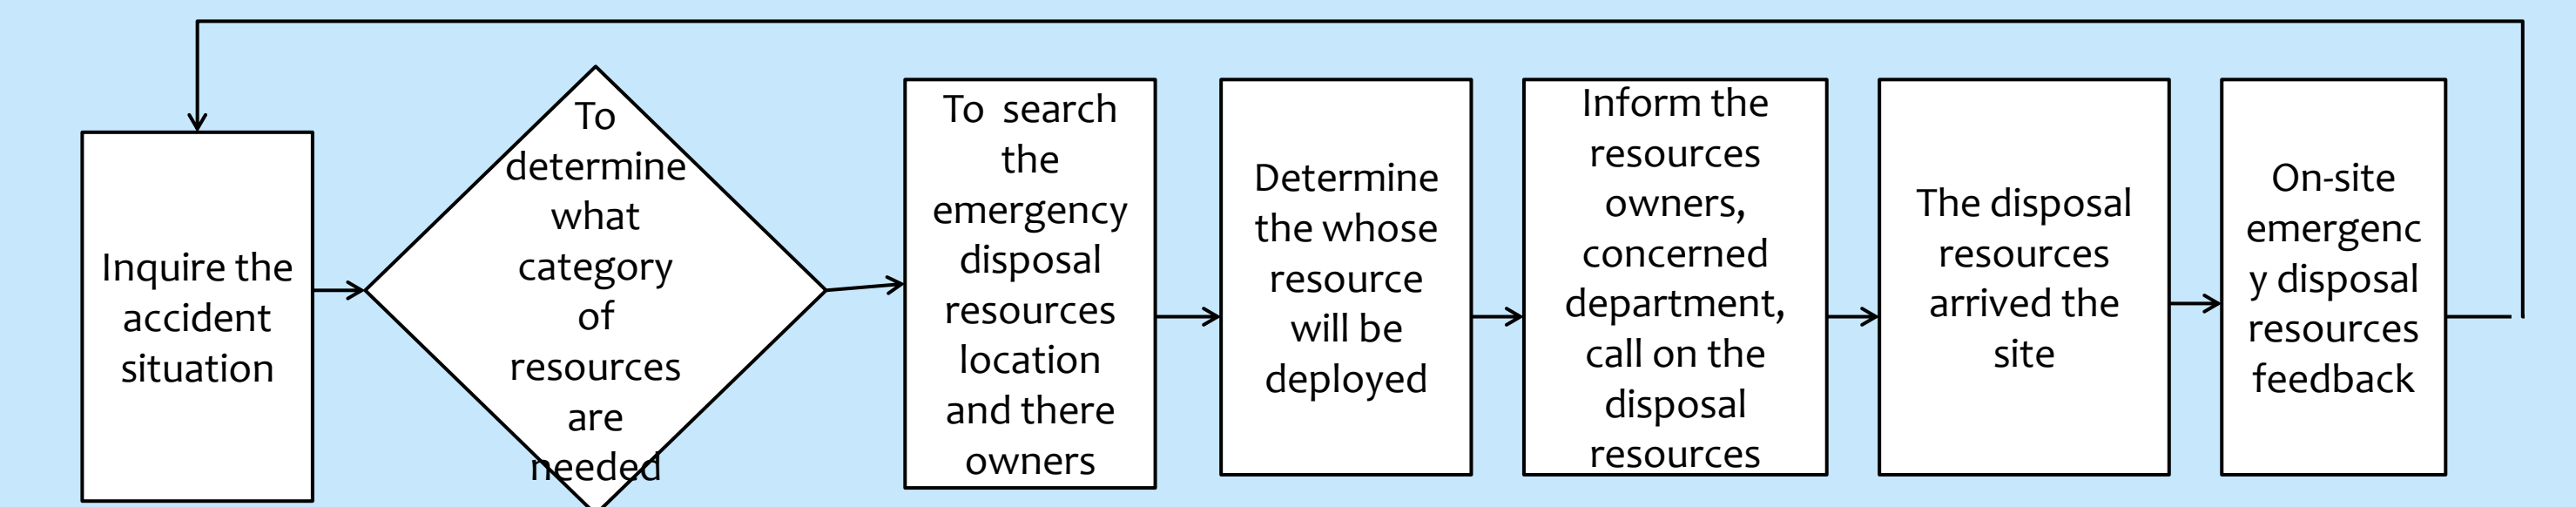 Inquire the
accident
situation
To
determine
what
category
of
resources
are
needed
To search
the
emergency
disposal
resources
location
and there
owners
Determine
the whose
resource
will be
deployed
Inform the
resources
owners,
concerned
department,
call on the
disposal
resources
The disposal
resources
arrived the
site
On-site
emergenc
y disposal
resources
feedback